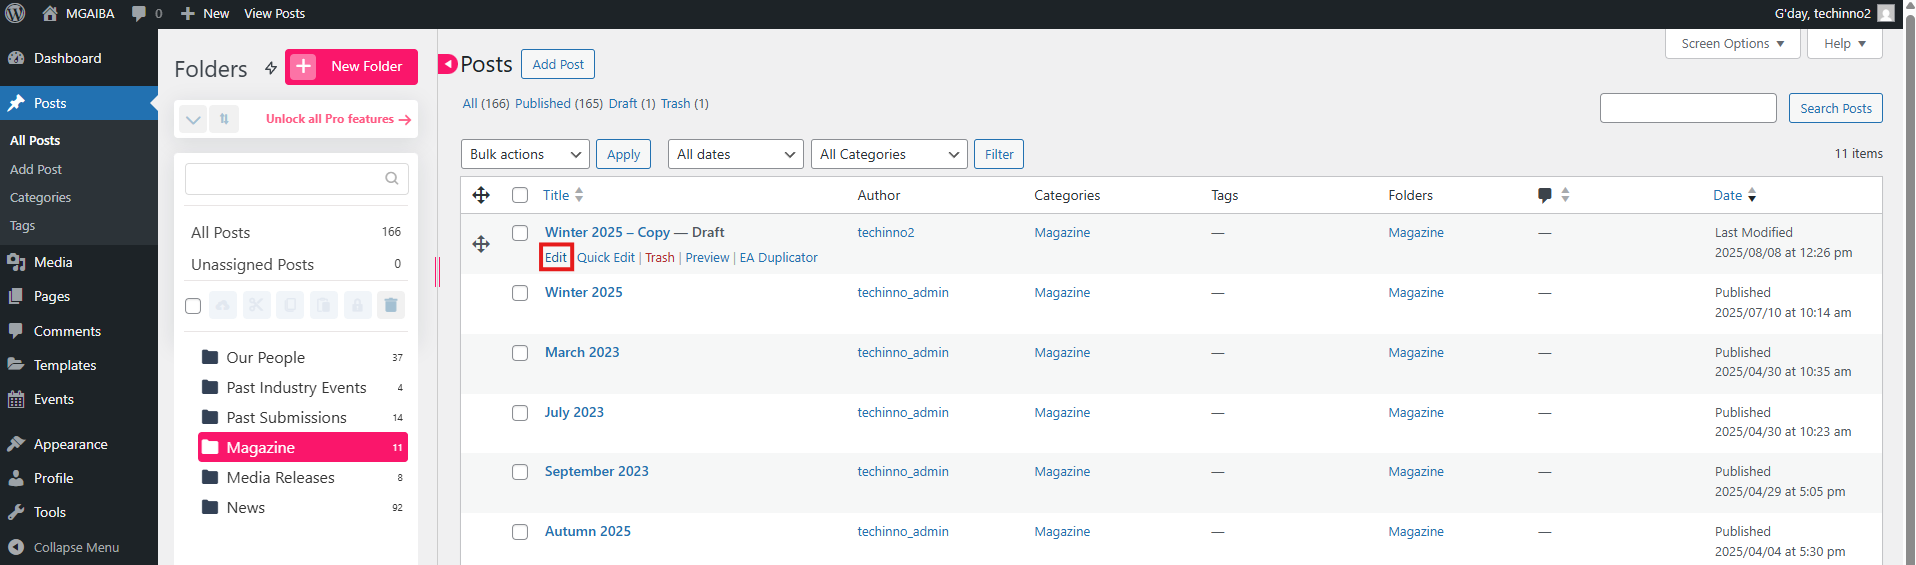 MGAIBA 0 New View Posts G'day, techinno2
Dashboard
Posts
All Posts
Add Post
Categories
Tags
Media
Pages
Comments
Templates
Events
Appearance
Profile
Tools
Collapse Menu
Folders New Folder
Unlock all Pro features →
All Posts 166
Unassigned Posts 0
Our People 37
Past Industry Events 4
Past Submissions 14
Magazine 11
Media Releases 8
News 92
Screen Options Help
Posts Add Post
All (166) Published (165) Draft (1) Trash (1)
Search Posts
Bulk actions Apply All dates All Categories Filter 11 items
Title Author Categories Tags Folders Date
Winter 2025 – Copy — Draft techinno2 Magazine — Magazine — Last Modified
2025/08/08 at 12:26 pm
Edit Quick Edit | Trash | Preview | EA Duplicator
Winter 2025 techinno_admin Magazine — Magazine — Published
2025/07/10 at 10:14 am
March 2023 techinno_admin Magazine — Magazine — Published
2025/04/30 at 10:35 am
July 2023 techinno_admin Magazine — Magazine — Published
2025/04/30 at 10:23 am
September 2023 techinno_admin Magazine — Magazine — Published
2025/04/29 at 5:05 pm
Autumn 2025 techinno_admin Magazine — Magazine — Published
2025/04/04 at 5:30 pm